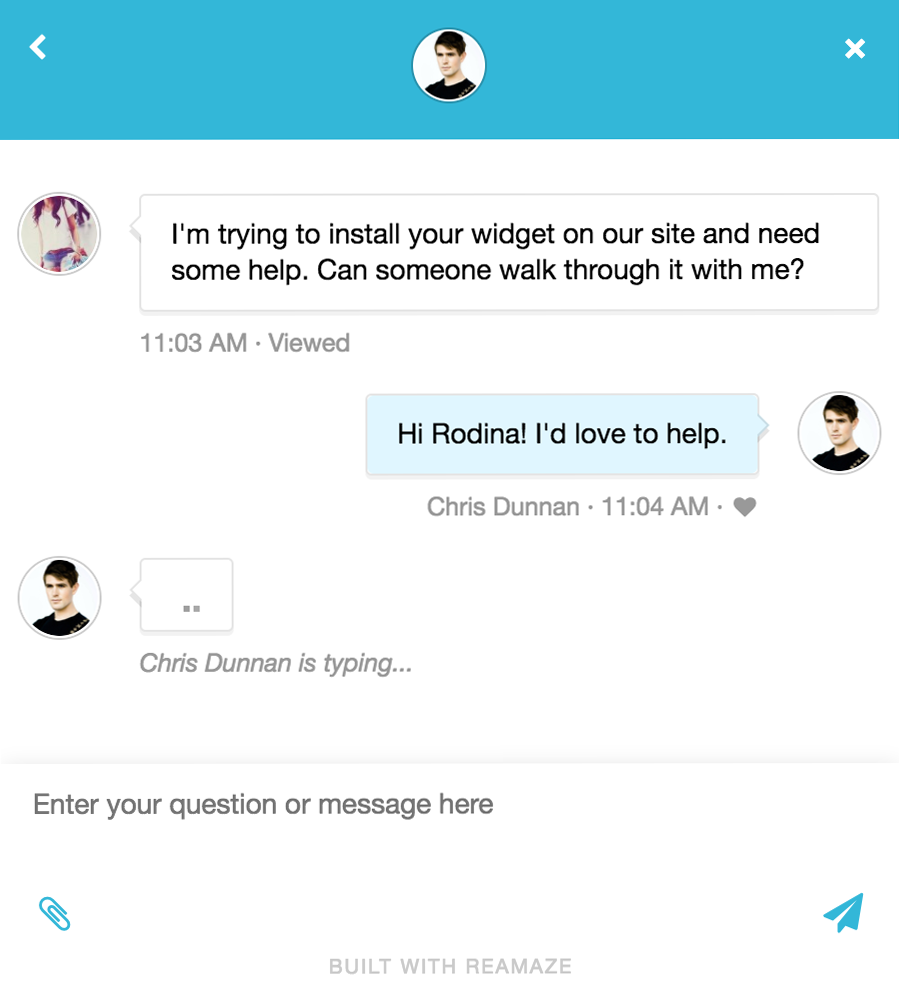 I'm trying to install your widget on our site and need
some help. Can someone walk through it with me?
11:03 AM · Viewed
Hi Rodina! I'd love to help.
Chris Dunnan · 11:04 AM ·
Chris Dunnan is typing...
Enter your question or message here
BUILT WITH REAMAZE